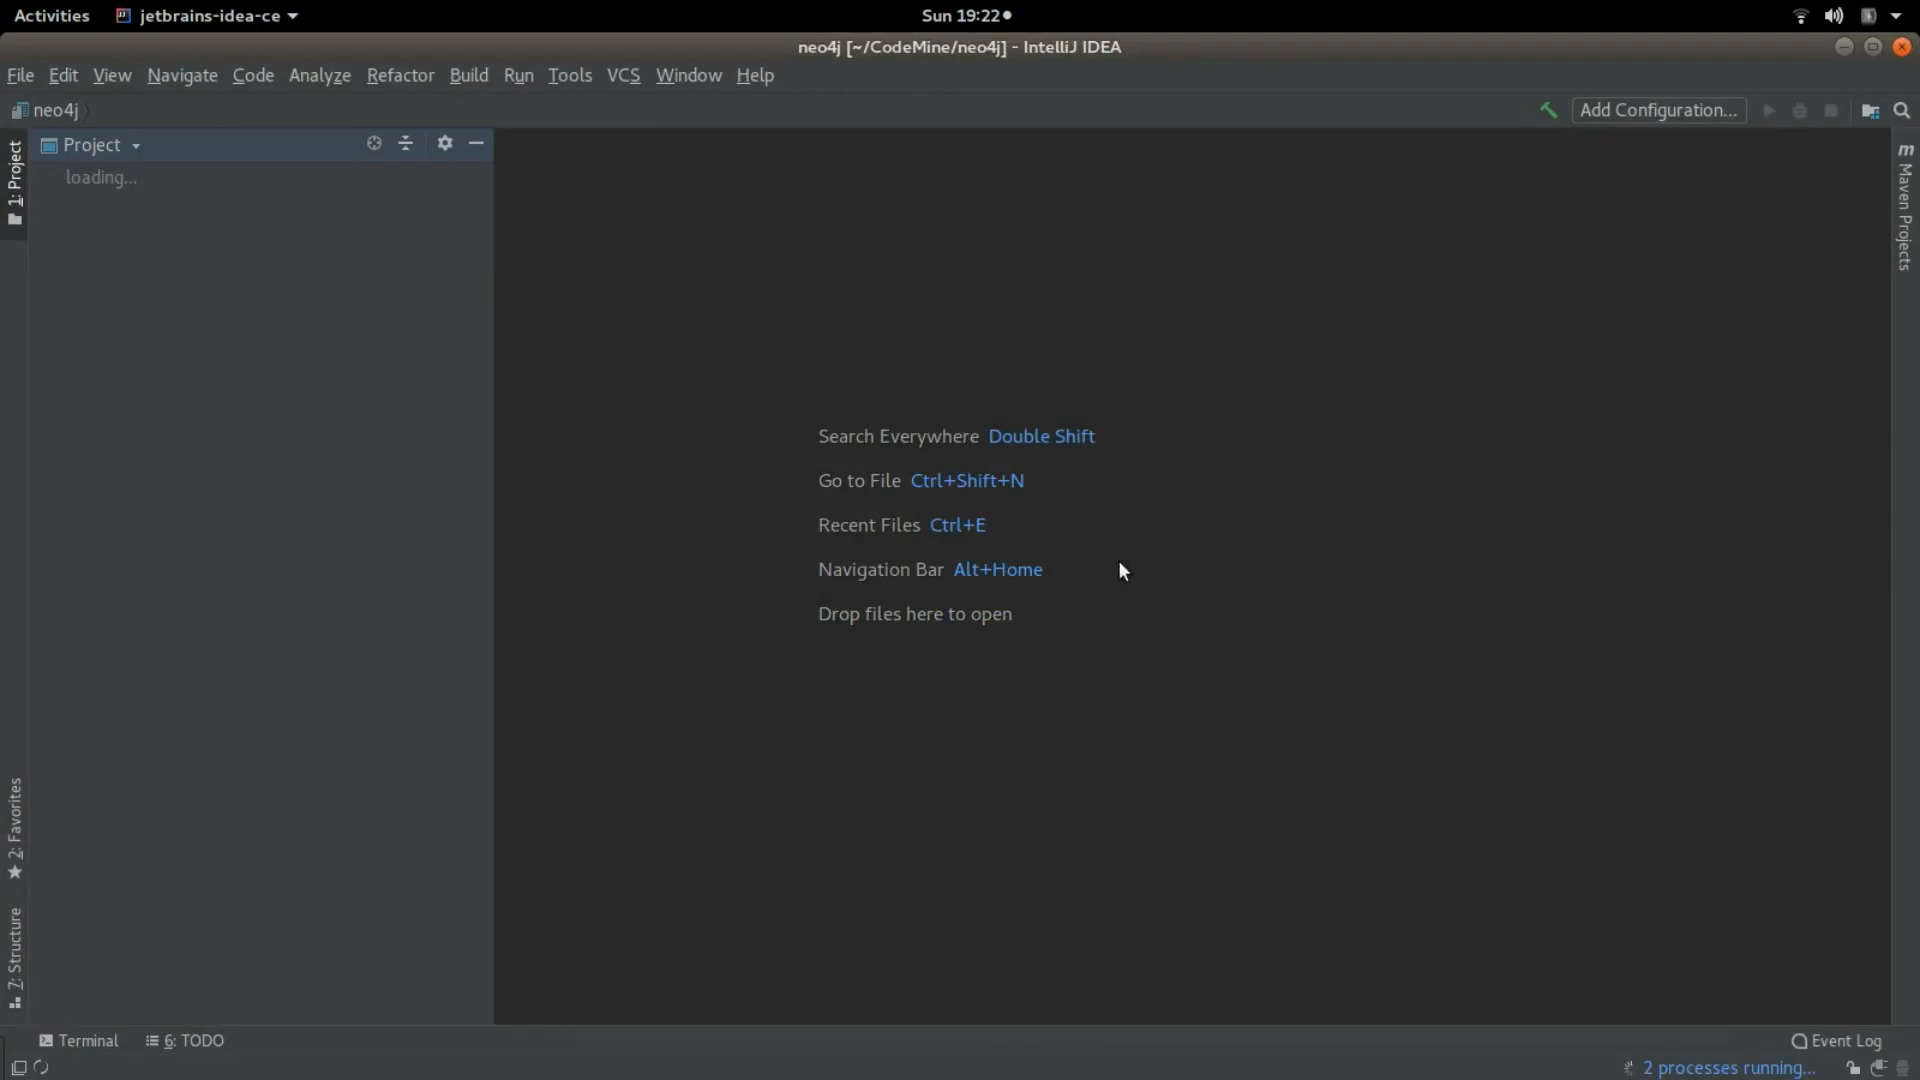 Activities jetbrains-idea-ce Sun 19:22
neo4j [~/CodeMine/neo4j] - IntelliJ IDEA
File Edit View Navigate Code Analyze Refactor Build Run Tools VCS Window Help
neo4j Add Configuration...
Project
loading...
1: Project
m Maven Projects
Search Everywhere Double Shift
Go to File Ctrl+Shift+N
Recent Files Ctrl+E
Navigation Bar Alt+Home
Drop files here to open
2: Favorites
7: Structure
Terminal 6: TODO Event Log
2 processes running...